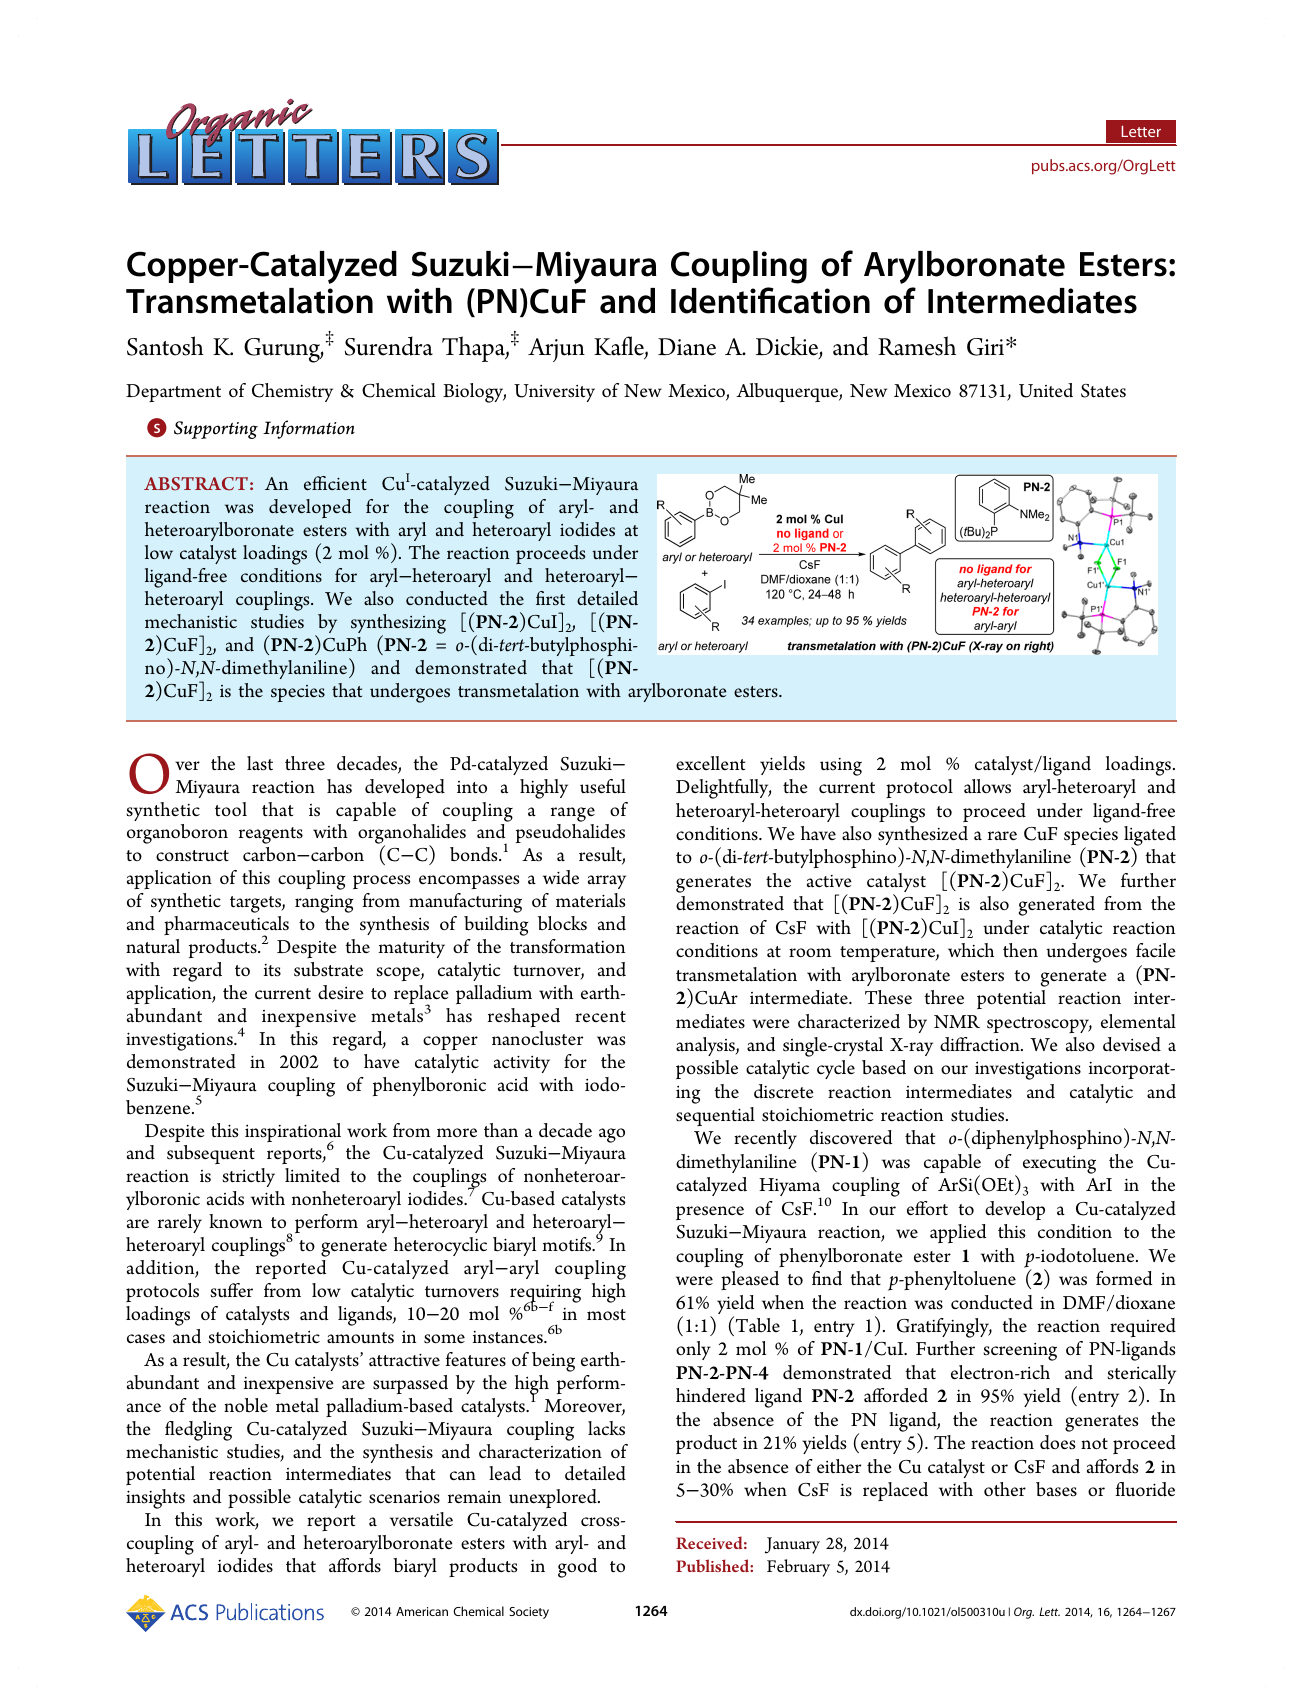 Organic
LETTERS
Letter
pubs.acs.org/OrgLett
Copper-Catalyzed Suzuki−Miyaura Coupling of Arylboronate Esters:
Transmetalation with (PN)CuF and Identification of Intermediates
Santosh K. Gurung,‡ Surendra Thapa,‡ Arjun Kafle, Diane A. Dickie, and Ramesh Giri*
Department of Chemistry & Chemical Biology, University of New Mexico, Albuquerque, New Mexico 87131, United States
S Supporting Information
ABSTRACT: An efficient CuI-catalyzed Suzuki−Miyaura
reaction was developed for the coupling of aryl- and
heteroarylboronate esters with aryl and heteroaryl iodides at
low catalyst loadings (2 mol %). The reaction proceeds under
ligand-free conditions for aryl−heteroaryl and heteroaryl−
heteroaryl couplings. We also conducted the first detailed
mechanistic studies by synthesizing [(PN-2)CuI]2, [(PN-
2)CuF]2, and (PN-2)CuPh (PN-2 = o-(di-tert-butylphosphi-
no)-N,N-dimethylaniline) and demonstrated that [(PN-
2)CuF]2 is the species that undergoes transmetalation with arylboronate esters.
R
O
B
O
Me
Me
aryl or heteroaryl
+
I
R
aryl or heteroaryl
2 mol % CuI
no ligand or
2 mol % PN-2
CsF
DMF/dioxane (1:1)
120 °C, 24–48 h
34 examples; up to 95 % yields
R
R
PN-2
NMe2
(tBu)2P
no ligand for
aryl-heteroaryl
heteroaryl-heteroaryl
PN-2 for
aryl-aryl
transmetalation with (PN-2)CuF (X-ray on right)
P1
N1
Cu1
F1'
F1
Cu1'
N1'
P1'
Over the last three decades, the Pd-catalyzed Suzuki−
Miyaura reaction has developed into a highly useful
synthetic tool that is capable of coupling a range of
organoboron reagents with organohalides and pseudohalides
to construct carbon−carbon (C−C) bonds.1 As a result,
application of this coupling process encompasses a wide array
of synthetic targets, ranging from manufacturing of materials
and pharmaceuticals to the synthesis of building blocks and
natural products.2 Despite the maturity of the transformation
with regard to its substrate scope, catalytic turnover, and
application, the current desire to replace palladium with earth-
abundant and inexpensive metals3 has reshaped recent
investigations.4 In this regard, a copper nanocluster was
demonstrated in 2002 to have catalytic activity for the
Suzuki−Miyaura coupling of phenylboronic acid with iodo-
benzene.5
Despite this inspirational work from more than a decade ago
and subsequent reports,6 the Cu-catalyzed Suzuki−Miyaura
reaction is strictly limited to the couplings of nonheteroar-
ylboronic acids with nonheteroaryl iodides.7 Cu-based catalysts
are rarely known to perform aryl−heteroaryl and heteroaryl−
heteroaryl couplings8 to generate heterocyclic biaryl motifs.9 In
addition, the reported Cu-catalyzed aryl−aryl coupling
protocols suffer from low catalytic turnovers requiring high
loadings of catalysts and ligands, 10−20 mol %6b−f in most
cases and stoichiometric amounts in some instances.6b
As a result, the Cu catalysts' attractive features of being earth-
abundant and inexpensive are surpassed by the high perform-
ance of the noble metal palladium-based catalysts.1 Moreover,
the fledgling Cu-catalyzed Suzuki−Miyaura coupling lacks
mechanistic studies, and the synthesis and characterization of
potential reaction intermediates that can lead to detailed
insights and possible catalytic scenarios remain unexplored.
In this work, we report a versatile Cu-catalyzed cross-
coupling of aryl- and heteroarylboronate esters with aryl- and
heteroaryl iodides that affords biaryl products in good to
excellent yields using 2 mol % catalyst/ligand loadings.
Delightfully, the current protocol allows aryl-heteroaryl and
heteroaryl-heteroaryl couplings to proceed under ligand-free
conditions. We have also synthesized a rare CuF species ligated
to o-(di-tert-butylphosphino)-N,N-dimethylaniline (PN-2) that
generates the active catalyst [(PN-2)CuF]2. We further
demonstrated that [(PN-2)CuF]2 is also generated from the
reaction of CsF with [(PN-2)CuI]2 under catalytic reaction
conditions at room temperature, which then undergoes facile
transmetalation with arylboronate esters to generate a (PN-
2)CuAr intermediate. These three potential reaction inter-
mediates were characterized by NMR spectroscopy, elemental
analysis, and single-crystal X-ray diffraction. We also devised a
possible catalytic cycle based on our investigations incorporat-
ing the discrete reaction intermediates and catalytic and
sequential stoichiometric reaction studies.
We recently discovered that o-(diphenylphosphino)-N,N-
dimethylaniline (PN-1) was capable of executing the Cu-
catalyzed Hiyama coupling of ArSi(OEt)3 with ArI in the
presence of CsF.10 In our effort to develop a Cu-catalyzed
Suzuki−Miyaura reaction, we applied this condition to the
coupling of phenylboronate ester 1 with p-iodotoluene. We
were pleased to find that p-phenyltoluene (2) was formed in
61% yield when the reaction was conducted in DMF/dioxane
(1:1) (Table 1, entry 1). Gratifyingly, the reaction required
only 2 mol % of PN-1/CuI. Further screening of PN-ligands
PN-2-PN-4 demonstrated that electron-rich and sterically
hindered ligand PN-2 afforded 2 in 95% yield (entry 2). In
the absence of the PN ligand, the reaction generates the
product in 21% yields (entry 5). The reaction does not proceed
in the absence of either the Cu catalyst or CsF and affords 2 in
5−30% when CsF is replaced with other bases or fluoride
Received: January 28, 2014
Published: February 5, 2014
ACS Publications
© 2014 American Chemical Society
1264
dx.doi.org/10.1021/ol500310u | Org. Lett. 2014, 16, 1264−1267